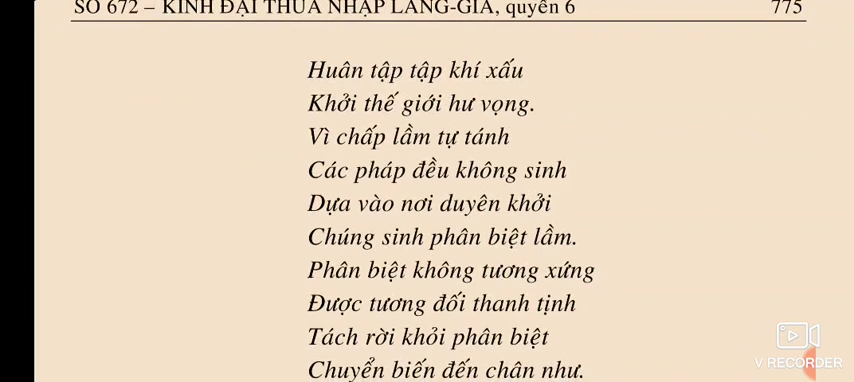 SỐ 672 – KINH ĐẠI THỪA NHẬP LĂNG-GIÀ, quyển 6 775
Huân tập tập khí xấu
Khởi thế giới hư vọng.
Vì chấp lầm tự tánh
Các pháp đều không sinh
Dựa vào nơi duyên khởi
Chúng sinh phân biệt lầm.
Phân biệt không tương xứng
Được tương đối thanh tịnh
Tách rời khỏi phân biệt
Chuyển biến đến chân như.
V RECORDER